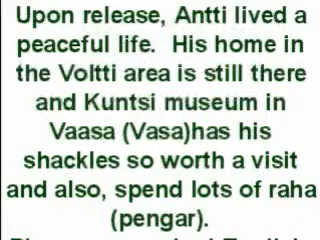 Upon release, Antti lived a
peaceful life.  His home in
the Voltti area is still there
and Kuntsi museum in
Vaasa (Vasa)has his
shackles so worth a visit
and also, spend lots of raha
(pengar).